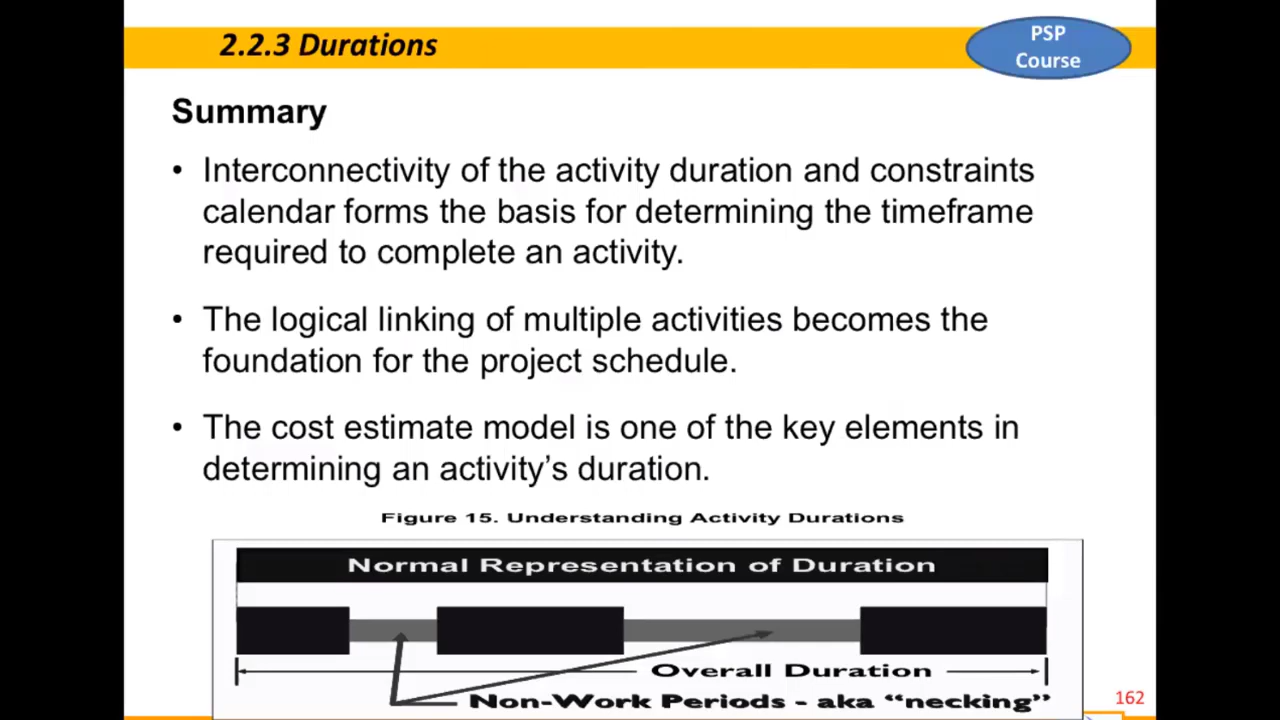 2.2.3 Durations
PSP
Course
Summary
• Interconnectivity of the activity duration and constraints
calendar forms the basis for determining the timeframe
required to complete an activity.
• The logical linking of multiple activities becomes the
foundation for the project schedule.
• The cost estimate model is one of the key elements in
determining an activity’s duration.
Figure 15. Understanding Activity Durations
Normal Representation of Duration
Overall Duration
Non-Work Periods - aka “necking”
162